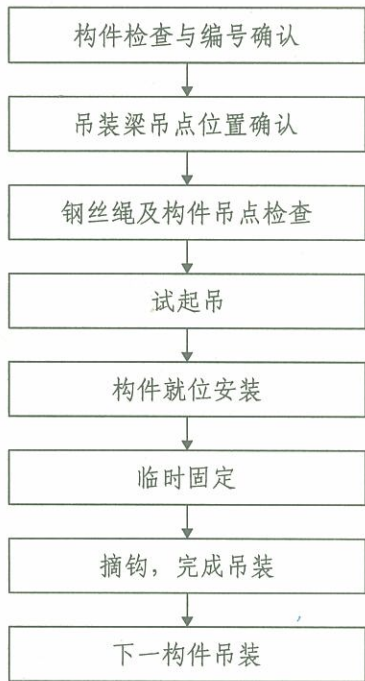 构件检查与编号确认
吊装梁吊点位置确认
钢丝绳及构件吊点检查
试起吊
构件就位安装
临时固定
摘钩，完成吊装
下一构件吊装